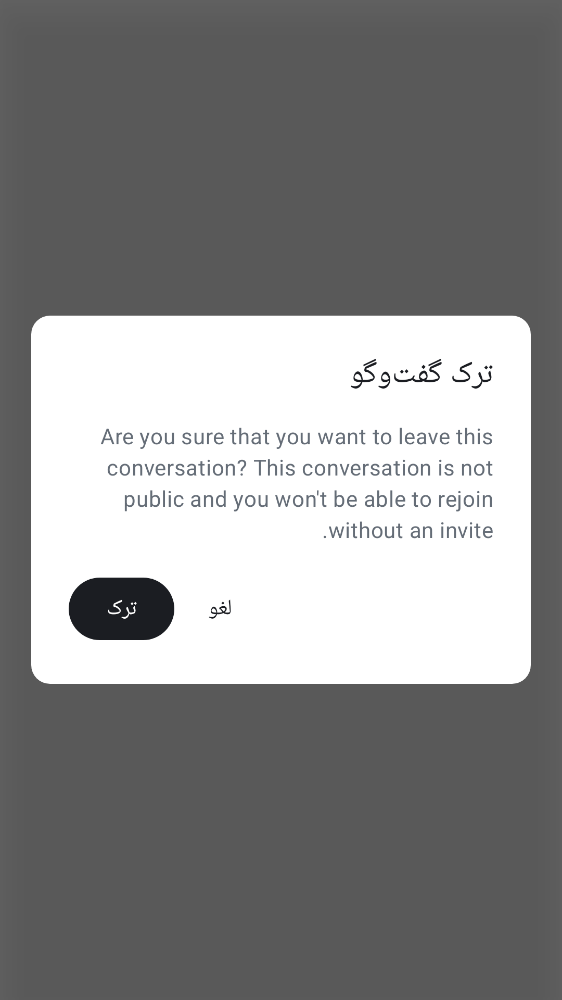 ترک گفت‌وگو
Are you sure that you want to leave this
conversation? This conversation is not
public and you won't be able to rejoin
without an invite.
لغو
ترک